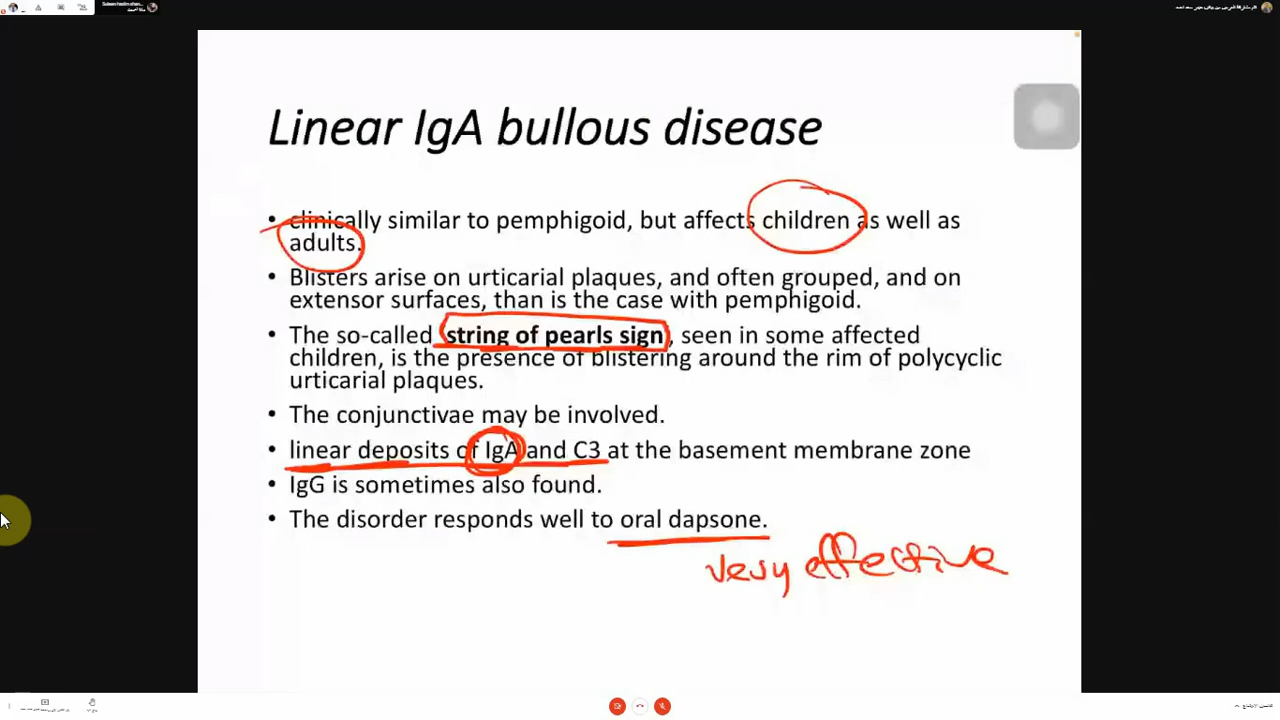 Linear IgA bullous disease
• clinically similar to pemphigoid, but affects children as well as
adults.
• Blisters arise on urticarial plaques, and often grouped, and on
extensor surfaces, than is the case with pemphigoid.
• The so-called string of pearls sign, seen in some affected
children, is the presence of blistering around the rim of polycyclic
urticarial plaques.
• The conjunctivae may be involved.
• linear deposits of IgA and C3 at the basement membrane zone
• IgG is sometimes also found.
• The disorder responds well to oral dapsone.
very effective